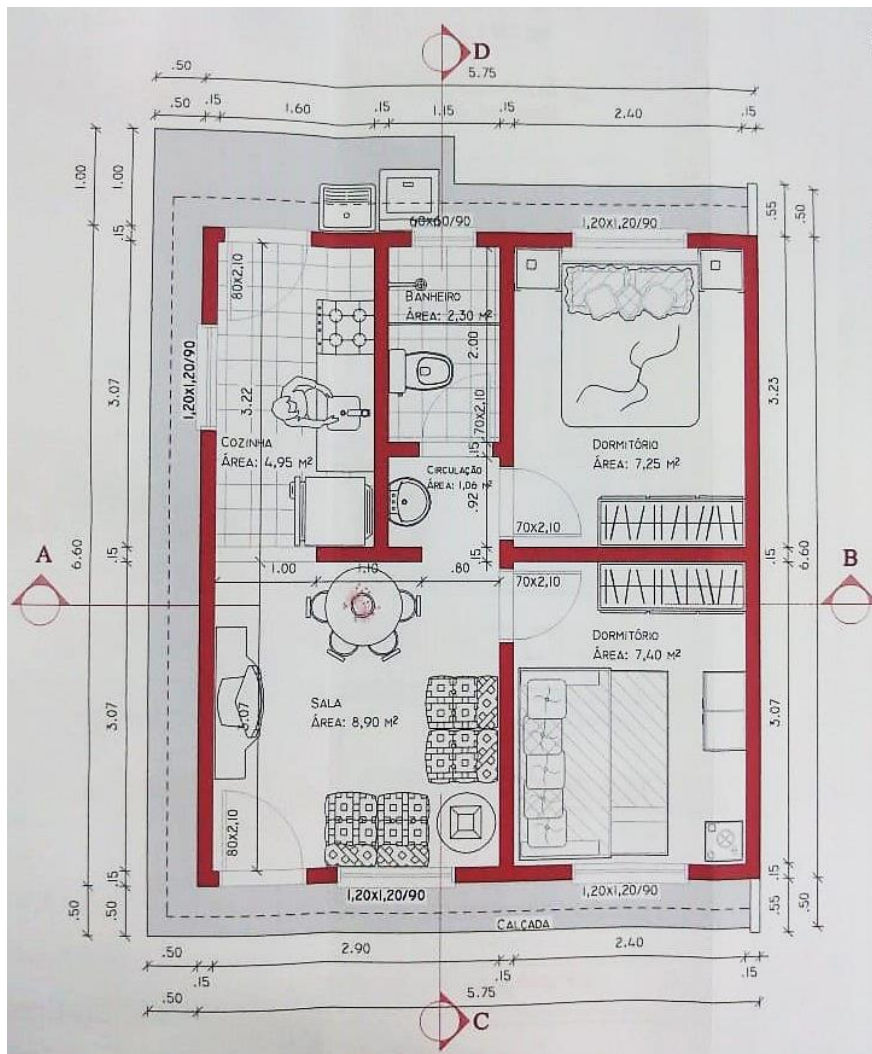 D
.50
5.75
.50
.15
1.60
.15
1.15
.15
2.40
.15
1.00
1.00
.55
.50
60x60/90
1,20x1,20/90
.15
.15
80x2,10
BANHEIRO
ÁREA: 2,30 M²
2.00
1,20x1,20/90
3.07
3.22
70x2,10
3.23
COZINHA
ÁREA: 4,95 M²
DORMITÓRIO
ÁREA: 7,25 M²
.15
CIRCULAÇÃO
ÁREA: 1,06 M²
.92
70x2,10
A
6.60
.15
.15
.15
6.60
B
1.00
1.10
.80
70x2,10
DORMITÓRIO
ÁREA: 7,40 M²
3.07
3.07
SALA
ÁREA: 8,90 M²
3.07
80x2,10
.15
.15
1,20x1,20/90
1,20x1,20/90
.50
.50
.55
.50
CALÇADA
.50
2.90
2.40
.15
.15
.15
.50
5.75
C